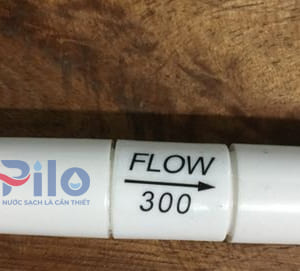 Pilo
NƯỚC SẠCH LÀ CẦN THIẾT
FLOW
300